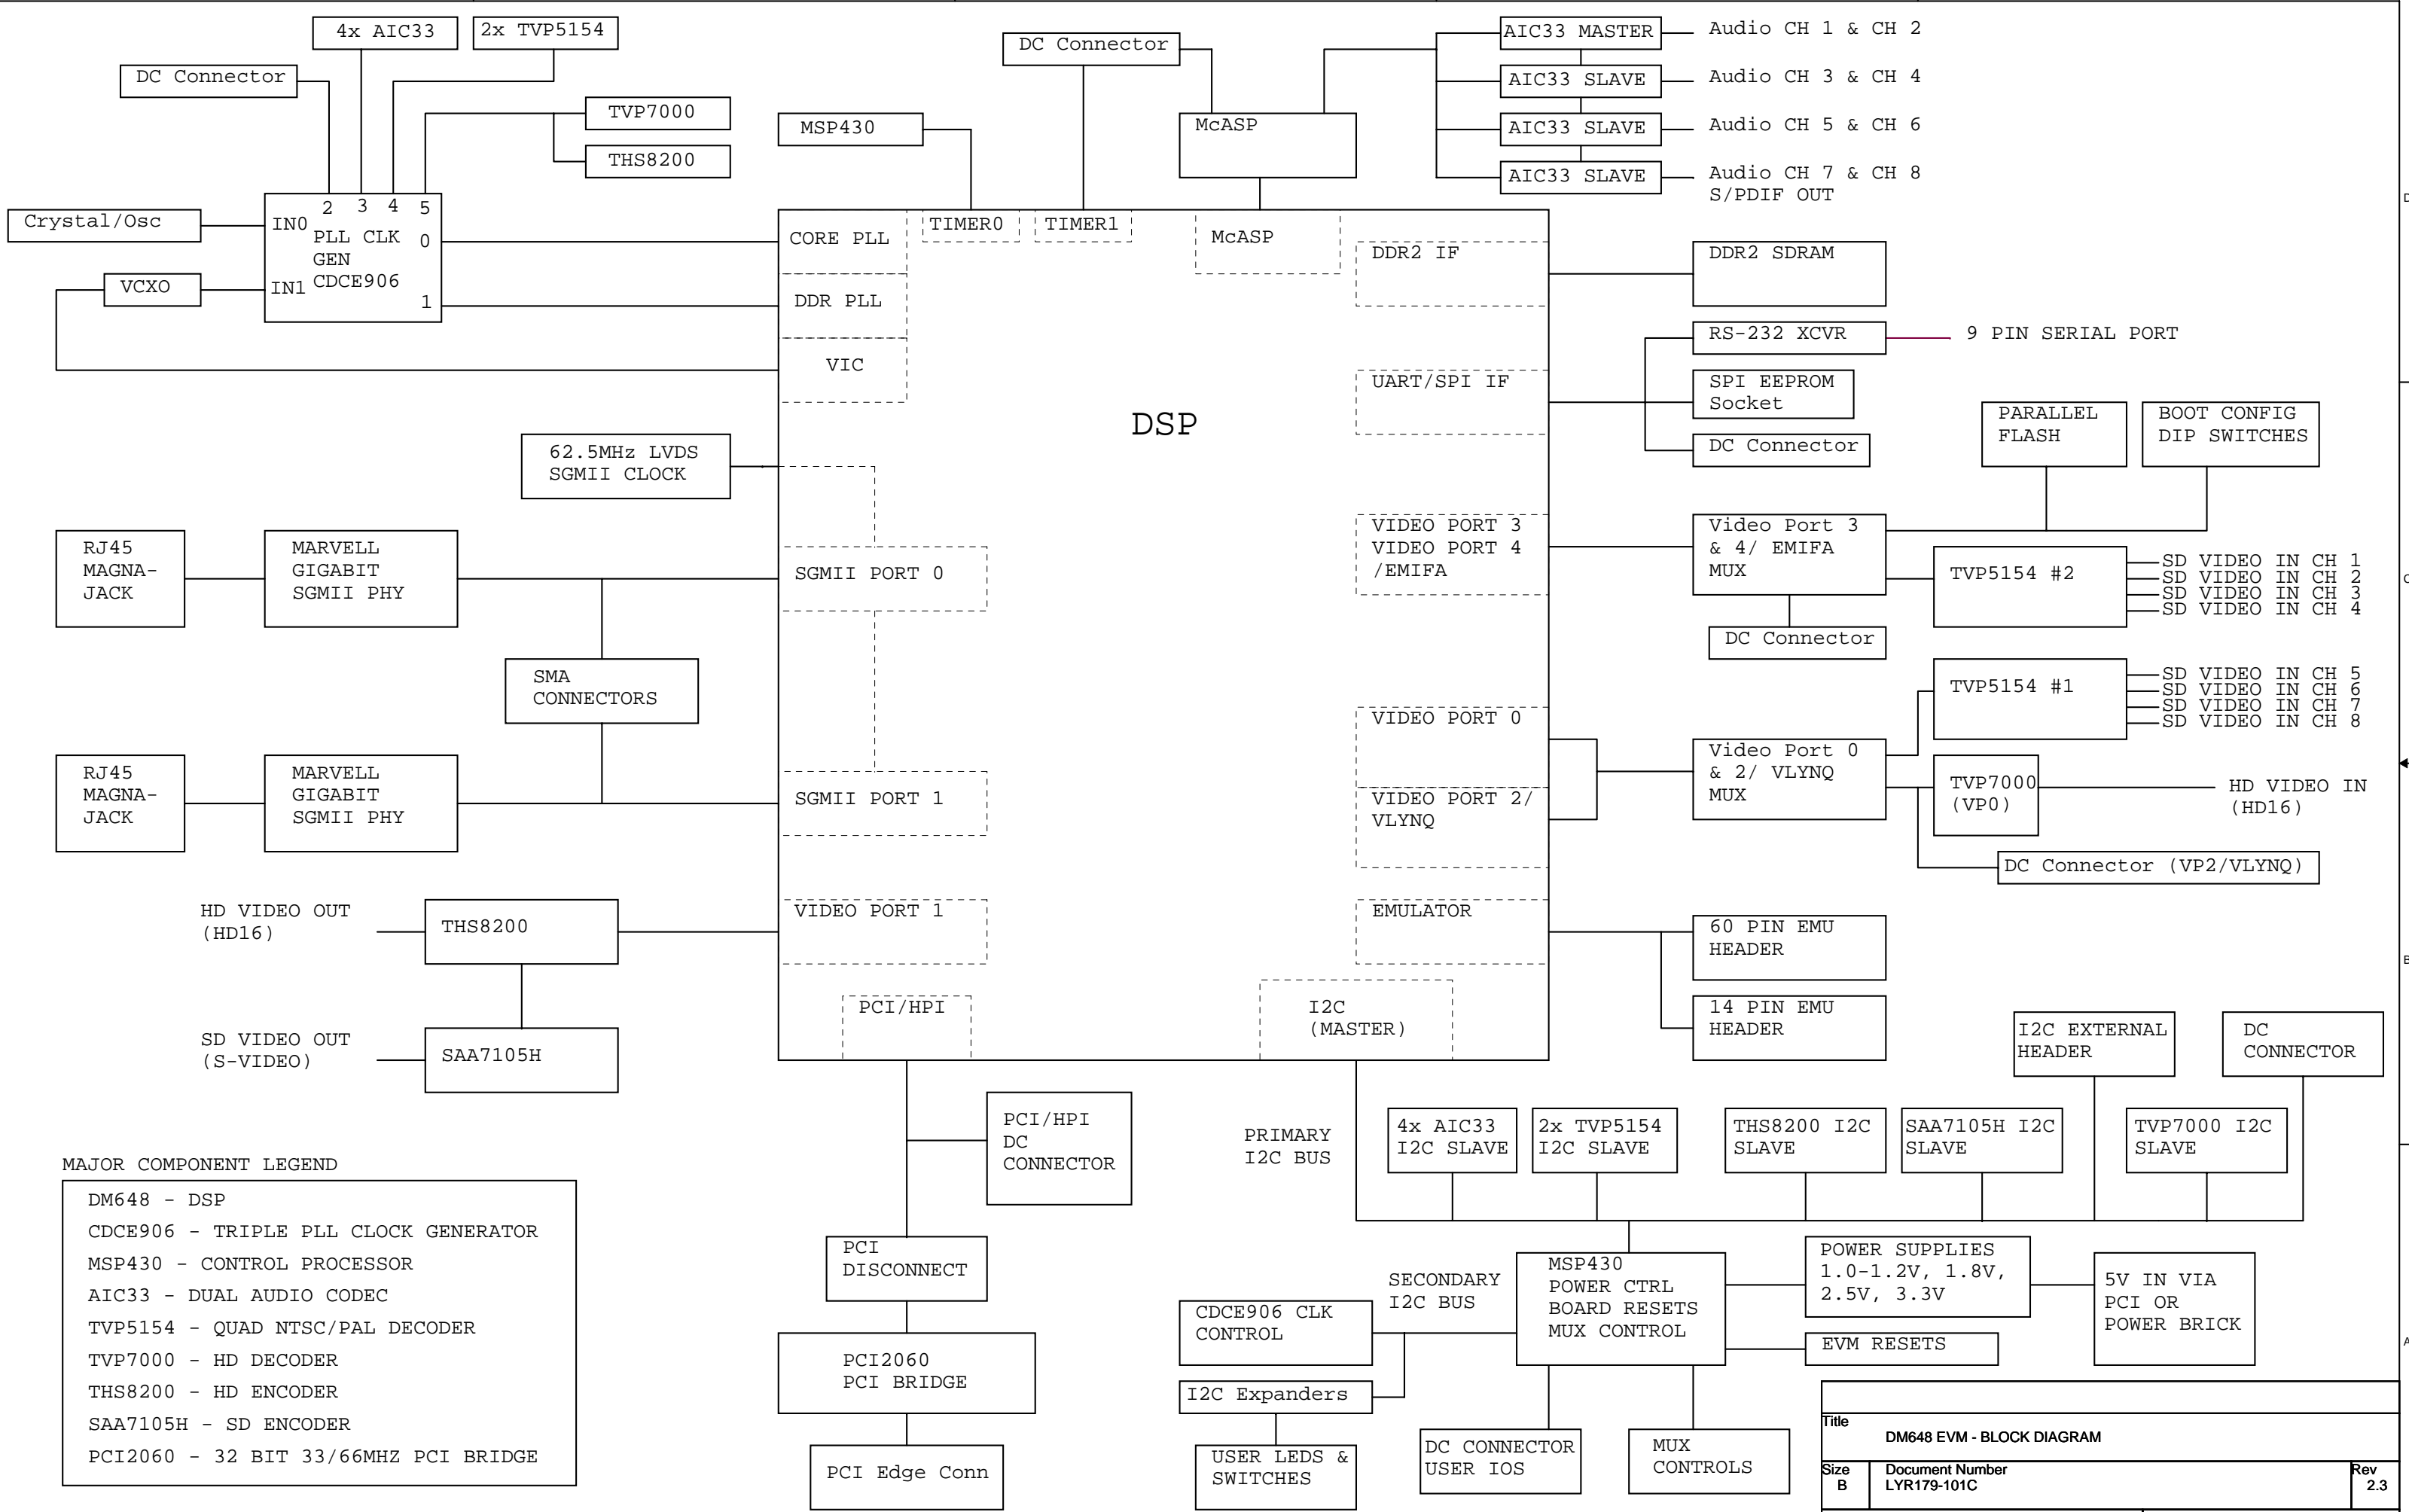 4x AIC33
2x TVP5154
DC Connector
TVP7000
THS8200
Crystal/Osc
VCXO
IN0
IN1
2 3 4 5
PLL CLK
GEN
CDCE906
0
1
DC Connector
MSP430
McASP
AIC33 MASTER
Audio CH 1 & CH 2
AIC33 SLAVE
Audio CH 3 & CH 4
AIC33 SLAVE
Audio CH 5 & CH 6
AIC33 SLAVE
Audio CH 7 & CH 8
S/PDIF OUT
CORE PLL
DDR PLL
VIC
TIMER0
TIMER1
McASP
DSP
DDR2 IF
DDR2 SDRAM
UART/SPI IF
RS-232 XCVR
9 PIN SERIAL PORT
SPI EEPROM
Socket
DC Connector
PARALLEL
FLASH
BOOT CONFIG
DIP SWITCHES
62.5MHz LVDS
SGMII CLOCK
RJ45
MAGNA-
JACK
MARVELL
GIGABIT
SGMII PHY
SGMII PORT 0
SMA
CONNECTORS
RJ45
MAGNA-
JACK
MARVELL
GIGABIT
SGMII PHY
SGMII PORT 1
VIDEO PORT 3
VIDEO PORT 4
/EMIFA
Video Port 3
& 4/ EMIFA
MUX
DC Connector
TVP5154 #2
SD VIDEO IN CH 1
SD VIDEO IN CH 2
SD VIDEO IN CH 3
SD VIDEO IN CH 4
TVP5154 #1
SD VIDEO IN CH 5
SD VIDEO IN CH 6
SD VIDEO IN CH 7
SD VIDEO IN CH 8
VIDEO PORT 0
VIDEO PORT 2/
VLYNQ
Video Port 0
& 2/ VLYNQ
MUX
TVP7000
(VP0)
HD VIDEO IN
(HD16)
DC Connector (VP2/VLYNQ)
HD VIDEO OUT
(HD16)
THS8200
VIDEO PORT 1
SD VIDEO OUT
(S-VIDEO)
SAA7105H
EMULATOR
60 PIN EMU
HEADER
14 PIN EMU
HEADER
PCI/HPI
I2C
(MASTER)
I2C EXTERNAL
HEADER
DC
CONNECTOR
PCI/HPI
DC
CONNECTOR
PRIMARY
I2C BUS
4x AIC33
I2C SLAVE
2x TVP5154
I2C SLAVE
THS8200 I2C
SLAVE
SAA7105H I2C
SLAVE
TVP7000 I2C
SLAVE
PCI
DISCONNECT
PCI2060
PCI BRIDGE
PCI Edge Conn
SECONDARY
I2C BUS
CDCE906 CLK
CONTROL
I2C Expanders
USER LEDS &
SWITCHES
MSP430
POWER CTRL
BOARD RESETS
MUX CONTROL
DC CONNECTOR
USER IOS
MUX
CONTROLS
POWER SUPPLIES
1.0-1.2V, 1.8V,
2.5V, 3.3V
5V IN VIA
PCI OR
POWER BRICK
EVM RESETS
MAJOR COMPONENT LEGEND
DM648 - DSP
CDCE906 - TRIPLE PLL CLOCK GENERATOR
MSP430 - CONTROL PROCESSOR
AIC33 - DUAL AUDIO CODEC
TVP5154 - QUAD NTSC/PAL DECODER
TVP7000 - HD DECODER
THS8200 - HD ENCODER
SAA7105H - SD ENCODER
PCI2060 - 32 BIT 33/66MHZ PCI BRIDGE
Title
DM648 EVM - BLOCK DIAGRAM
Size
B
Document Number
LYR179-101C
Rev
2.3